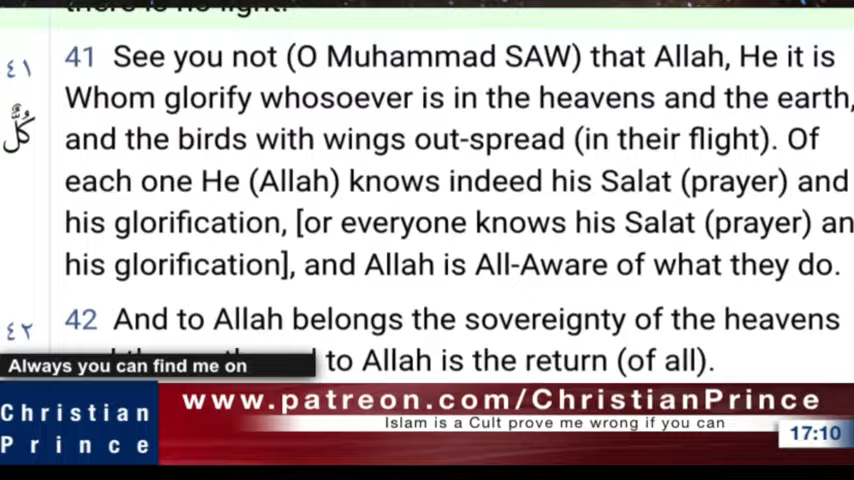 there is no light.
٤١
41 See you not (O Muhammad SAW) that Allah, He it is
Whom glorify whosoever is in the heavens and the earth,
كُلٌّ
and the birds with wings out-spread (in their flight). Of
each one He (Allah) knows indeed his Salat (prayer) and
his glorification, [or everyone knows his Salat (prayer) an
his glorification], and Allah is All-Aware of what they do.
٤٢
42 And to Allah belongs the sovereignty of the heavens
to Allah is the return (of all).
Always you can find me on
Christian
Prince
www.patreon.com/ChristianPrince
Islam is a Cult prove me wrong if you can
17:10